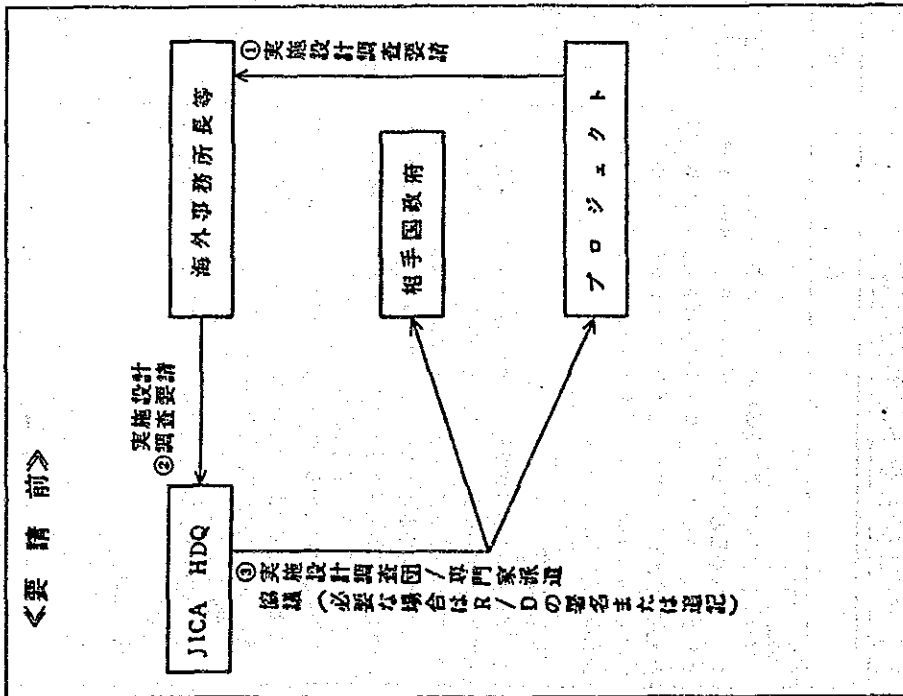 ≪要 請 前≫
JICA HDQ
実施設計
②調査要請
海外事務所長等
①実施設計調査要請
相手国政府
プロジェクト
③実施設計調査団/専門家派遣
協議(必要な場合はR/Dの署名または追記)